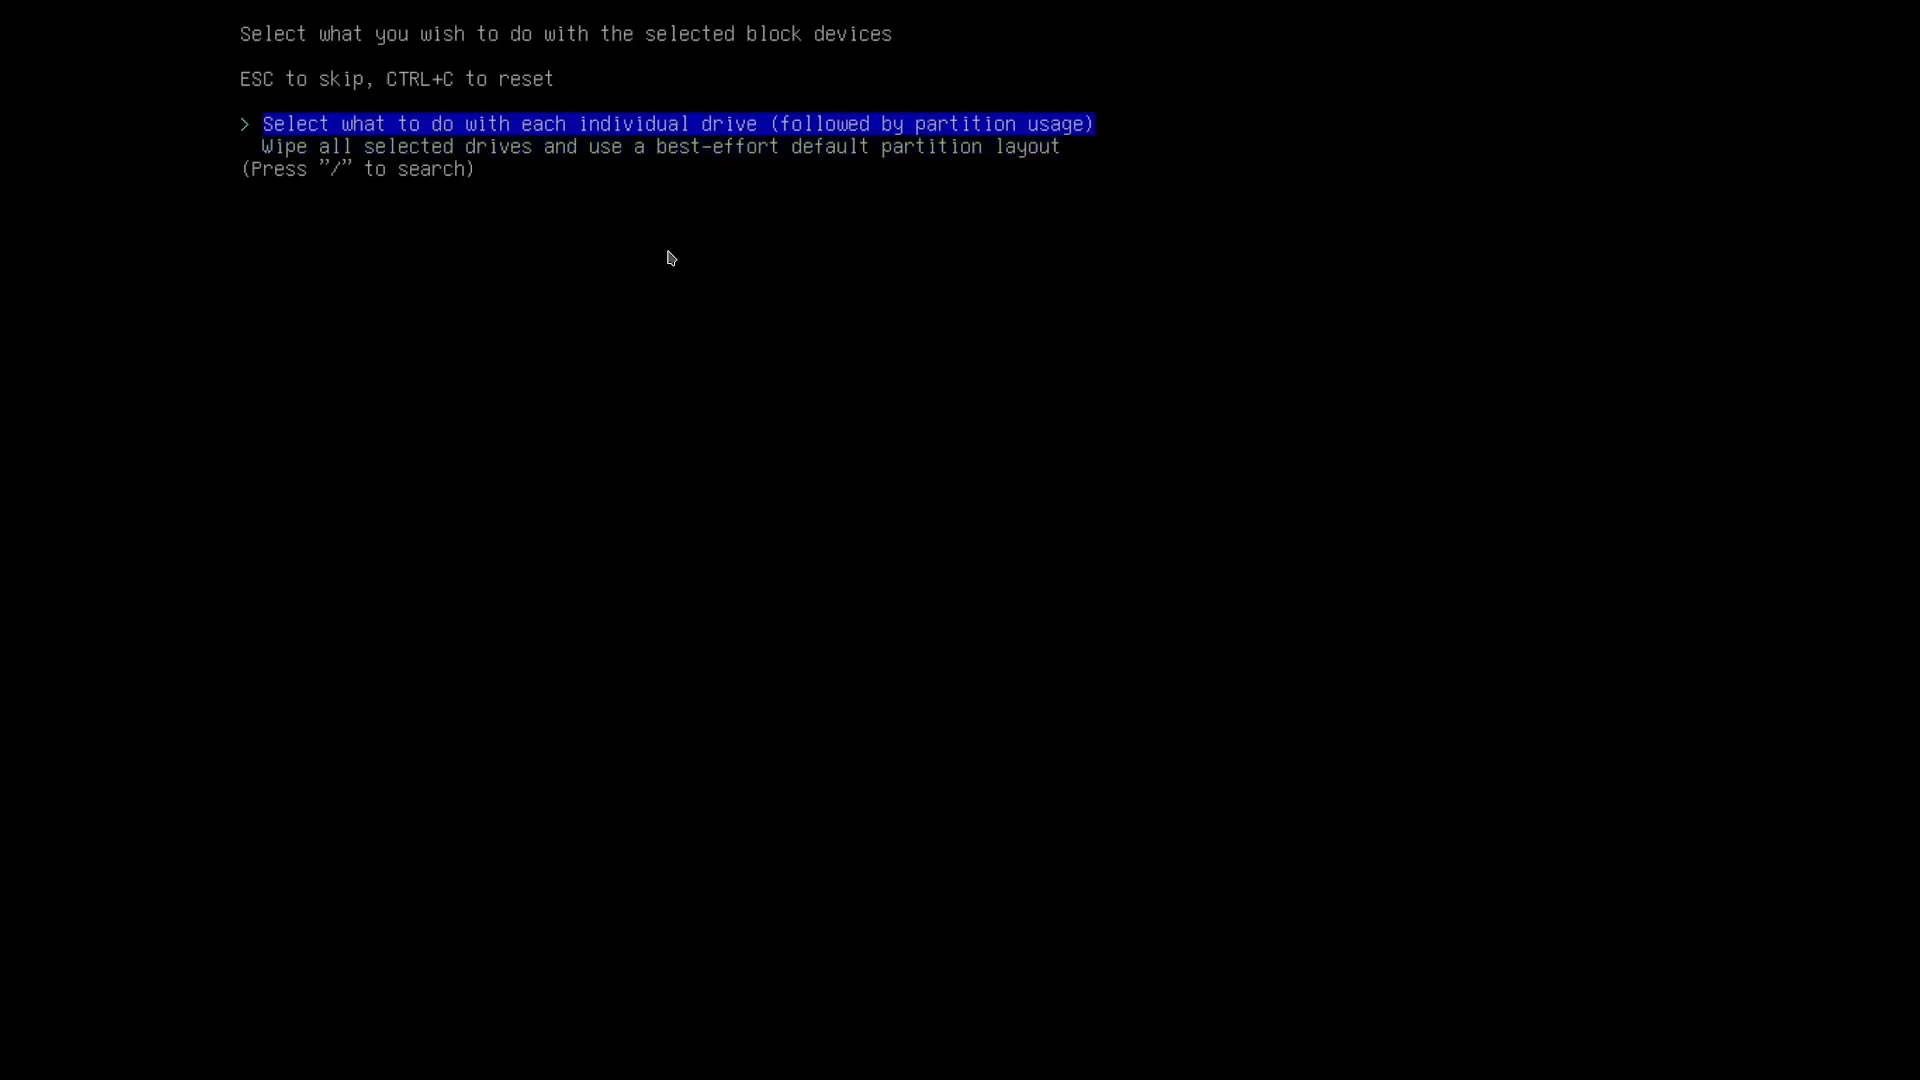 Select what you wish to do with the selected block devices
ESC to skip, CTRL+C to reset
> Select what to do with each individual drive (followed by partition usage)
Wipe all selected drives and use a best-effort default partition layout
(Press "/" to search)